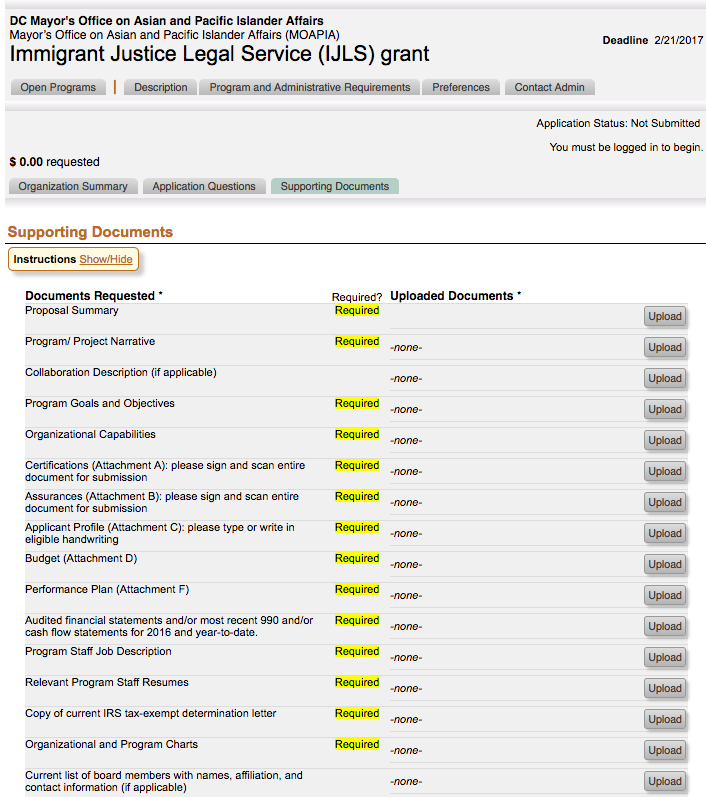 DC Mayor's Office on Asian and Pacific Islander Affairs
Mayor's Office on Asian and Pacific Islander Affairs (MOAPIA)
Immigrant Justice Legal Service (IJLS) grant
Deadline 2/21/2017
Open Programs | Description Program and Administrative Requirements Preferences Contact Admin
Application Status: Not Submitted
You must be logged in to begin.
$ 0.00 requested
Organization Summary Application Questions Supporting Documents
Supporting Documents
Instructions Show/Hide
Documents Requested * Required? Uploaded Documents *
Proposal Summary Required Upload
Program/ Project Narrative Required -none- Upload
Collaboration Description (if applicable) -none- Upload
Program Goals and Objectives Required -none- Upload
Organizational Capabilities Required -none- Upload
Certifications (Attachment A): please sign and scan entire
document for submission Required -none- Upload
Assurances (Attachment B): please sign and scan entire
document for submission Required -none- Upload
Applicant Profile (Attachment C): please type or write in
eligible handwriting Required -none- Upload
Budget (Attachment D) Required -none- Upload
Performance Plan (Attachment F) Required -none- Upload
Audited financial statements and/or most recent 990 and/or
cash flow statements for 2016 and year-to-date. Required -none- Upload
Program Staff Job Description Required -none- Upload
Relevant Program Staff Resumes Required -none- Upload
Copy of current IRS tax-exempt determination letter Required -none- Upload
Organizational and Program Charts Required -none- Upload
Current list of board members with names, affiliation, and
contact information (if applicable) -none- Upload